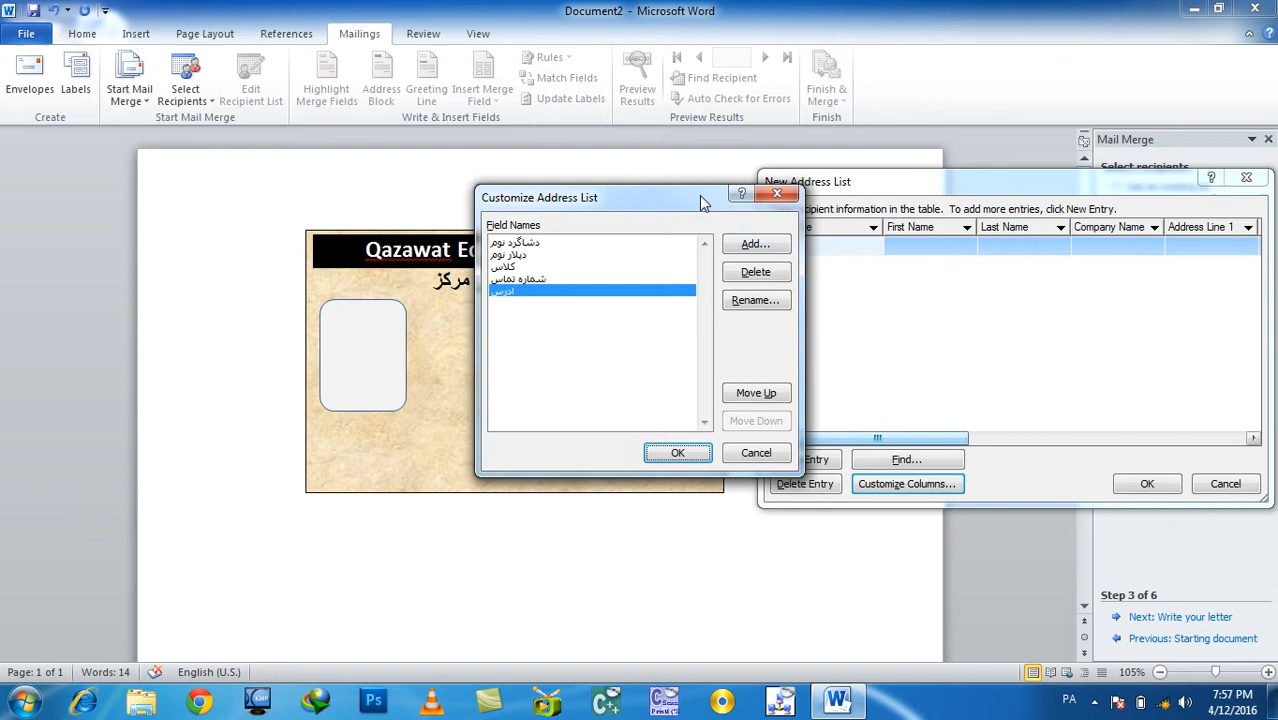 Document2 - Microsoft Word
File Home Insert Page Layout References Mailings Review View
Envelopes Labels Start Mail Merge Select Recipients Edit Recipient List Highlight Merge Fields Address Block Greeting Line Insert Merge Field Rules Match Fields Update Labels Preview Results Find Recipient Auto Check for Errors Finish & Merge
Create Start Mail Merge Write & Insert Fields Preview Results Finish
Mail Merge
Select recipients
New Address List
ipient information in the table. To add more entries, click New Entry.
e First Name Last Name Company Name Address Line 1
Customize Address List
Field Names
دشاگرد نوم
دپلار نوم
کلاس
شماره تماس
ادرس
Add...
Delete
Rename...
Move Up
Move Down
OK Cancel
Qazawat Ed
مرکز
Entry Find...
Delete Entry Customize Columns... OK Cancel
Step 3 of 6
Next: Write your letter
Previous: Starting document
Page: 1 of 1 Words: 14 English (U.S.) 105%
PA 7:57 PM
4/12/2016